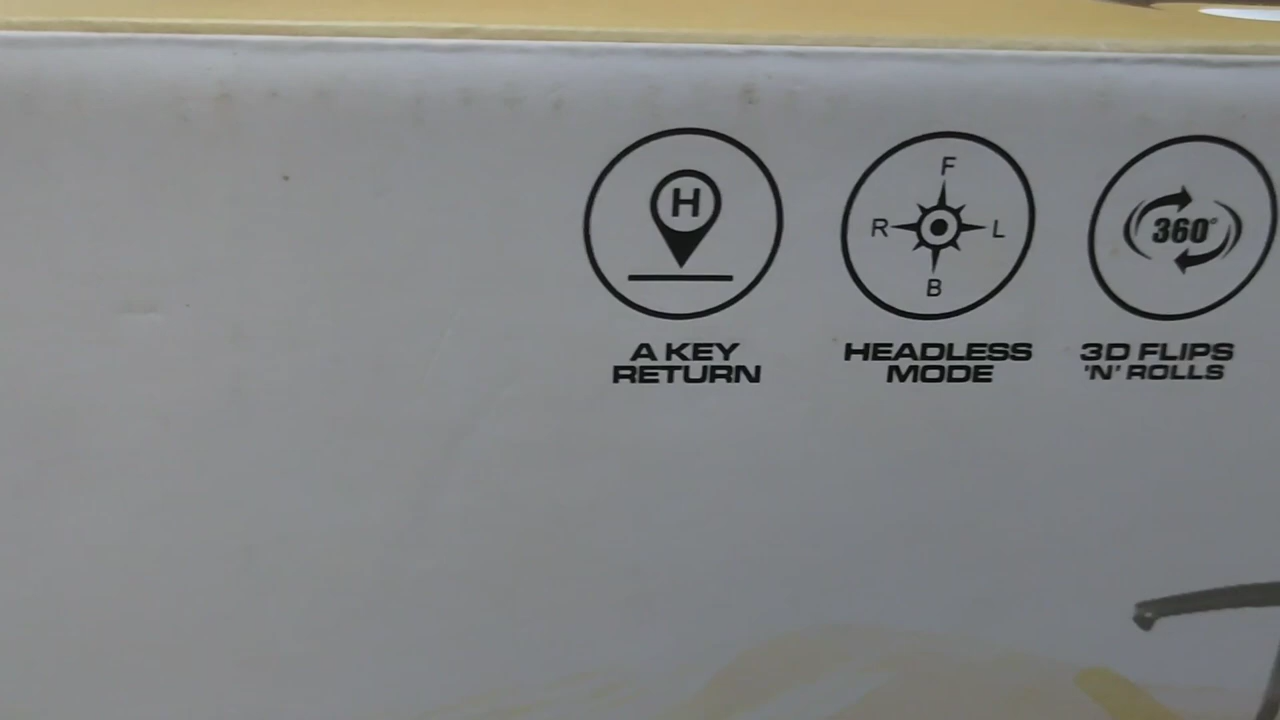 H
F
R L
B
360°
A KEY
RETURN
HEADLESS
MODE
3D FLIPS
'N' ROLLS